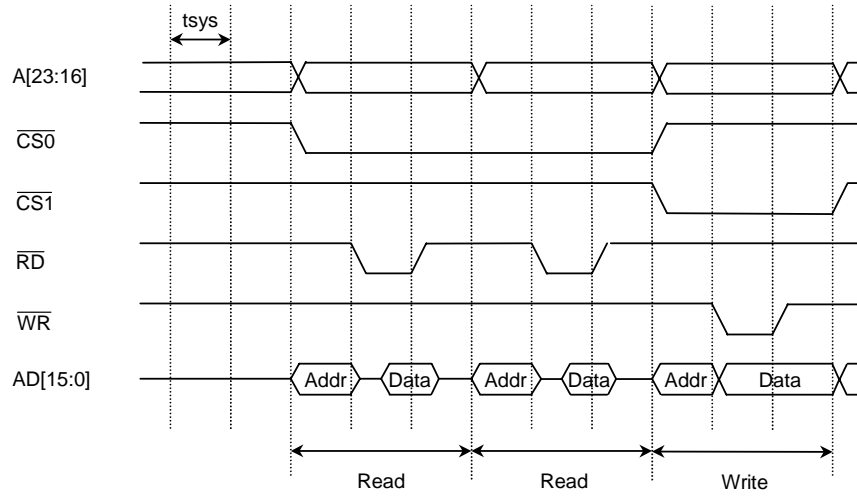 tsys
A[23:16]
CS0
CS1
RD
WR
AD[15:0] Addr Data Addr Data Addr Data
Read Read Write